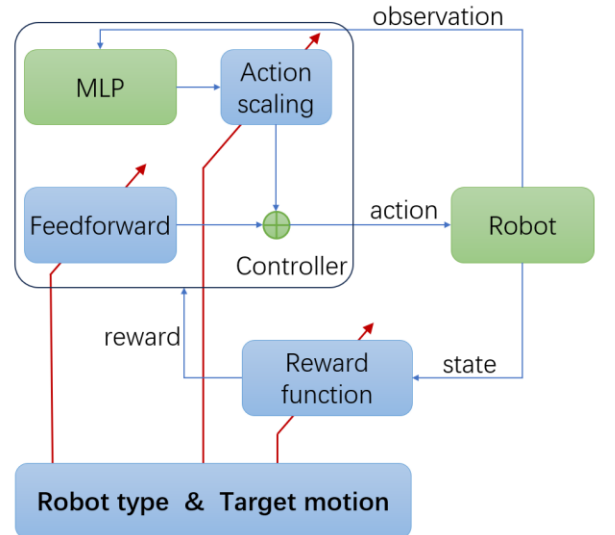 observation
MLP
Action
scaling
Feedforward
action
Robot
Controller
reward
Reward
function
state
Robot type & Target motion